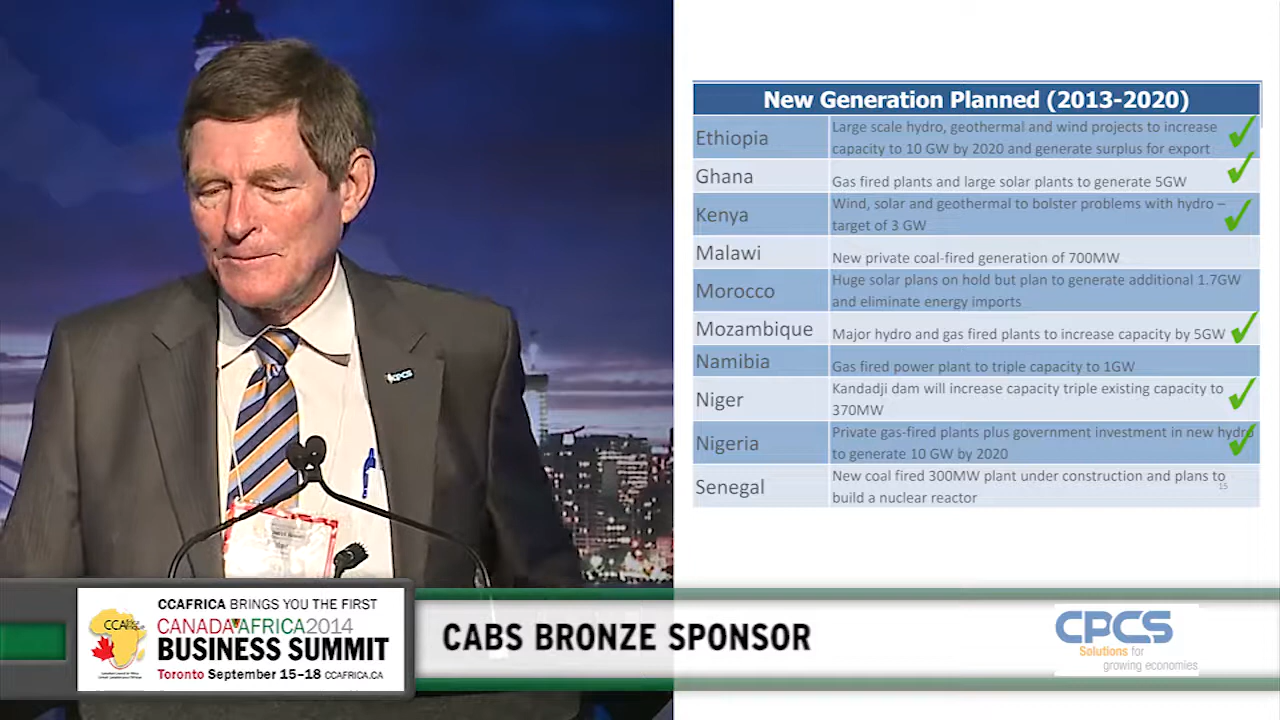 New Generation Planned (2013-2020)
Ethiopia
Large scale hydro, geothermal and wind projects to increase
capacity to 10 GW by 2020 and generate surplus for export
Ghana
Gas fired plants and large solar plants to generate 5GW
Kenya
Wind, solar and geothermal to bolster problems with hydro –
target of 3 GW
Malawi
New private coal-fired generation of 700MW
Morocco
Huge solar plans on hold but plan to generate additional 1.7GW
and eliminate energy imports
Mozambique
Major hydro and gas fired plants to increase capacity by 5GW
Namibia
Gas fired power plant to triple capacity to 1GW
Niger
Kandadji dam will increase capacity triple existing capacity to
370MW
Nigeria
Private gas-fired plants plus government investment in new hydro
to generate 10 GW by 2020
Senegal
New coal fired 300MW plant under construction and plans to
build a nuclear reactor
15
CPCS
CCAfrica
CCAFRICA BRINGS YOU THE FIRST
CANADA AFRICA2014
BUSINESS SUMMIT
Toronto September 15–18 CCAFRICA.CA
CABS BRONZE SPONSOR
CPCS
Solutions for
growing economies